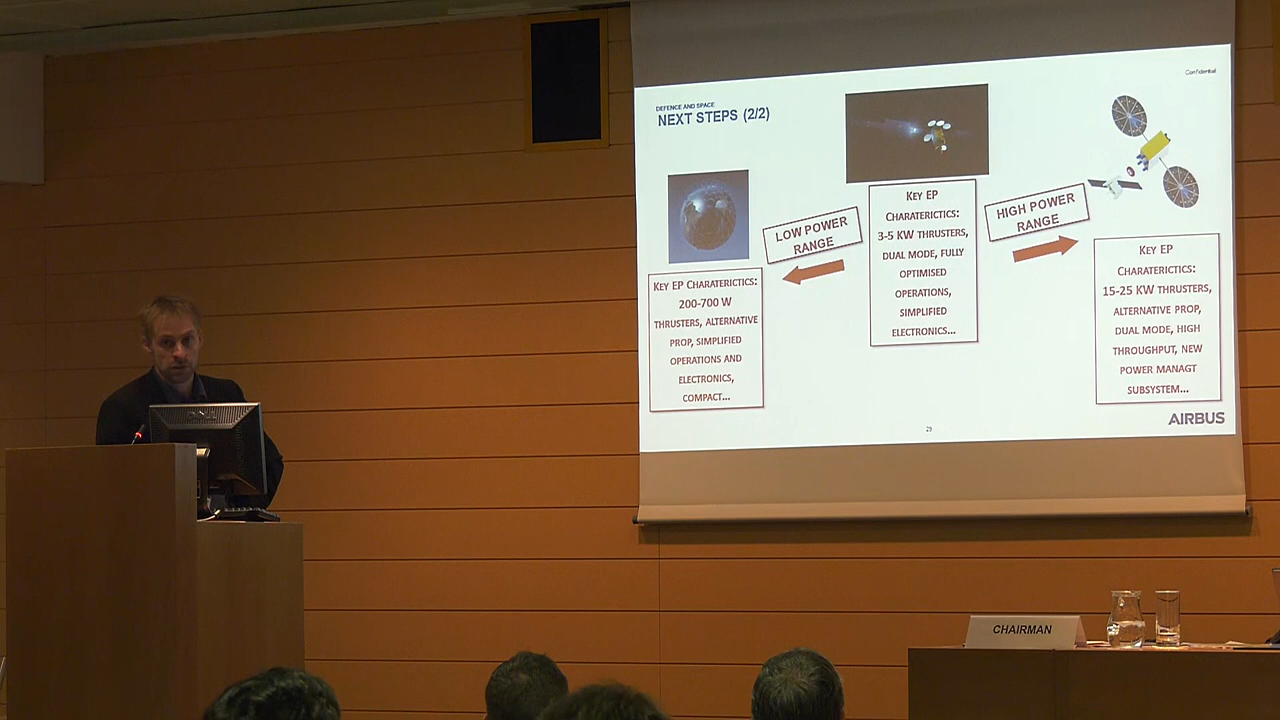 Confidential
DEFENCE AND SPACE
NEXT STEPS (2/2)
LOW POWER
RANGE
HIGH POWER
RANGE
KEY EP CHARATERICTICS:
200-700 W
THRUSTERS, ALTERNATIVE
PROP, SIMPLIFIED
OPERATIONS AND
ELECTRONICS,
COMPACT...
KEY EP
CHARATERICTICS:
3-5 KW THRUSTERS,
DUAL MODE, FULLY
OPTIMISED
OPERATIONS,
SIMPLIFIED
ELECTRONICS...
KEY EP
CHARATERICTICS:
15-25 KW THRUSTERS,
ALTERNATIVE PROP,
DUAL MODE, HIGH
THROUGHPUT, NEW
POWER MANAGT
SUBSYSTEM...
29
AIRBUS
DELL
CHAIRMAN